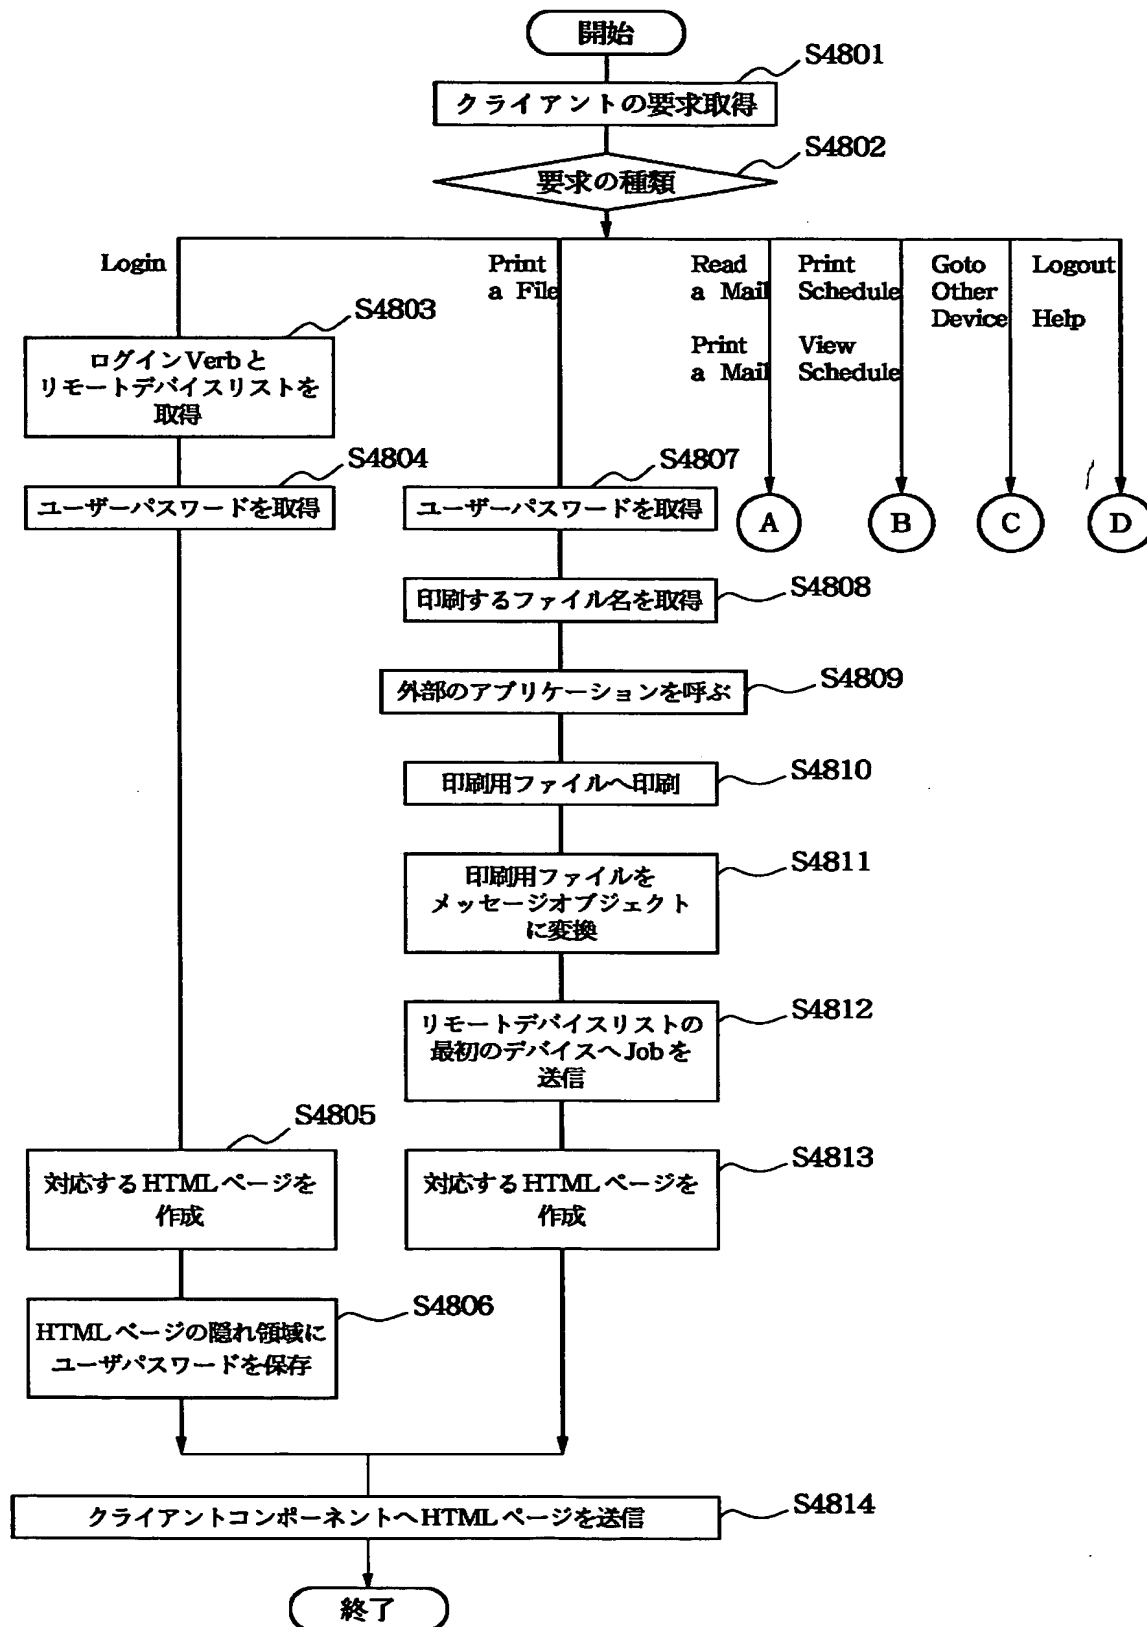 開始
S4801
クライアントの要求取得
S4802
要求の種類
Login
Print
a File
Read
a Mail
Print
a Mail
Print
Schedule
View
Schedule
Goto
Other
Device
Logout
Help
S4803
ログインVerbと
リモートデバイスリストを
取得
S4804
ユーザーパスワードを取得
S4807
ユーザーパスワードを取得
A
B
C
D
S4808
印刷するファイル名を取得
S4809
外部のアプリケーションを呼ぶ
S4810
印刷用ファイルへ印刷
S4811
印刷用ファイルを
メッセージオブジェクト
に変換
S4812
リモートデバイスリストの
最初のデバイスへJobを
送信
S4805
対応するHTMLページを
作成
S4813
対応するHTMLページを
作成
S4806
HTMLページの隠れ領域に
ユーザパスワードを保存
S4814
クライアントコンポーネントへHTMLページを送信
終了